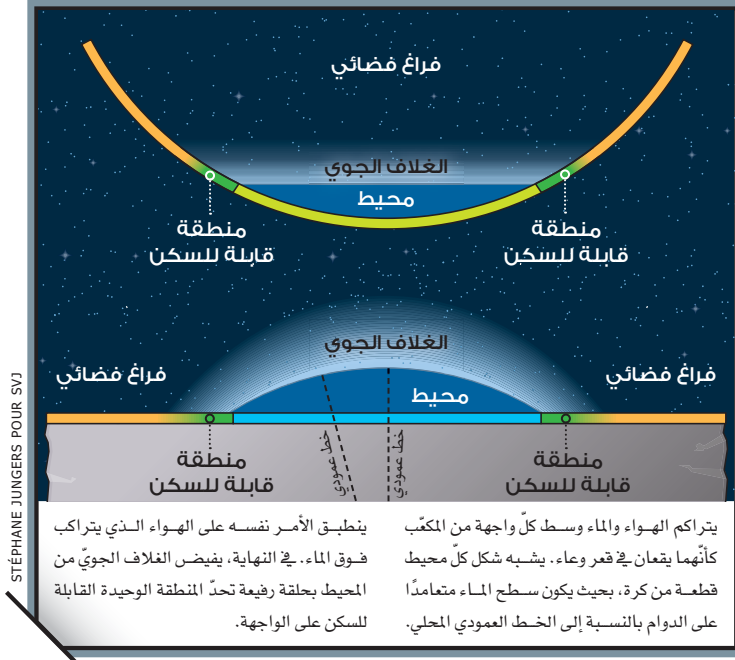 فراغ فضائي
الغلاف الجوي
محيط
منطقة
قابلة للسكن
منطقة
قابلة للسكن
الغلاف الجوي
فراغ فضائي
فراغ فضائي
محيط
خط عمودي
خط عمودي
منطقة
قابلة للسكن
منطقة
قابلة للسكن
يتراكم الهواء والماء وسط كلّ واجهة من المكعّب
كأنّهما يقعان في قعر وعاء. يشبه شكل كلّ محيط
قطعة من كرة، بحيث يكون سطح الماء متعامدًا
على الدوام بالنسبة إلى الخط العمودي المحلي.
ينطبق الأمر نفسه على الهواء الذي يتراكب
فوق الماء. في النهاية، يفيض الغلاف الجويّ من
المحيط بحلقة رفيعة تحدّ المنطقة الوحيدة القابلة
للسكن على الواجهة.
STÉPHANE JUNGERS POUR SVJ